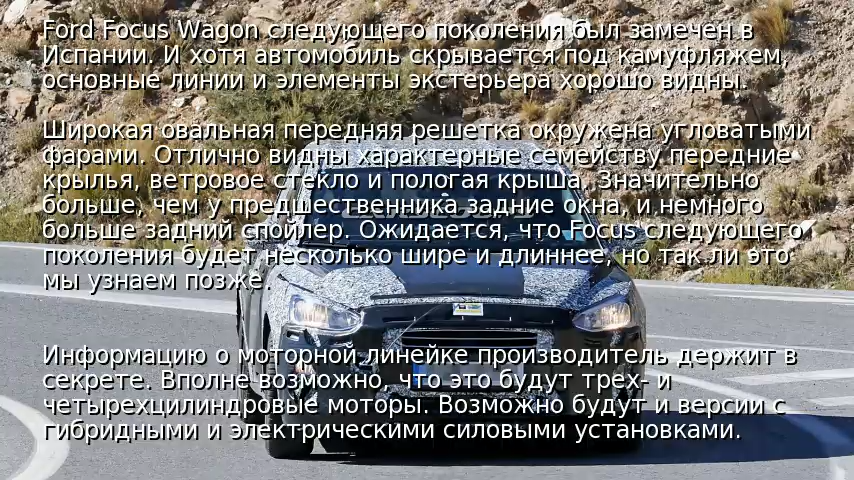 Ford Focus Wagon следующего поколения был замечен в
Испании. И хотя автомобиль скрывается под камуфляжем,
основные линии и элементы экстерьера хорошо видны.
Широкая овальная передняя решетка окружена угловатыми
фарами. Отлично видны характерные семейству передние
крылья, ветровое стекло и пологая крыша. Значительно
больше, чем у предшественника задние окна, и немного
больше задний спойлер. Ожидается, что Focus следующего
поколения будет несколько шире и длиннее, но так ли это
мы узнаем позже.
Информацию о моторной линейке производитель держит в
секрете. Вполне возможно, что это будут трех- и
четырехцилиндровые моторы. Возможно будут и версии с
гибридными и электрическими силовыми установками.